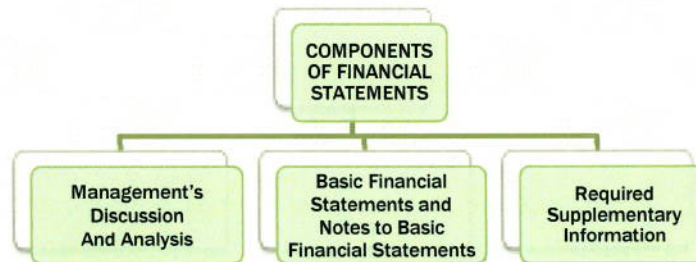 COMPONENTS
OF FINANCIAL
STATEMENTS
Management's
Discussion
And Analysis
Basic Financial
Statements and
Notes to Basic
Financial Statements
Required
Supplementary
Information